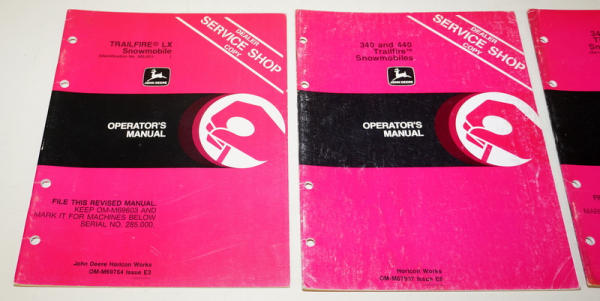 DEALER
SERVICE SHOP
COPY
TRAILFIRE® LX
Snowmobile
JOHN DEERE
OPERATOR'S
MANUAL
FILE THIS REVISED MANUAL.
KEEP OM-M69603 AND
MARK IT FOR MACHINES BELOW
SERIAL NO. 285,000.
John Deere Horicon Works
OM-M69764 Issue E3
DEALER
SERVICE SHOP
COPY
340 and 440
Trailfire™
Snowmobiles
JOHN DEERE
OPERATOR'S
MANUAL
Horicon Works
Issue E8